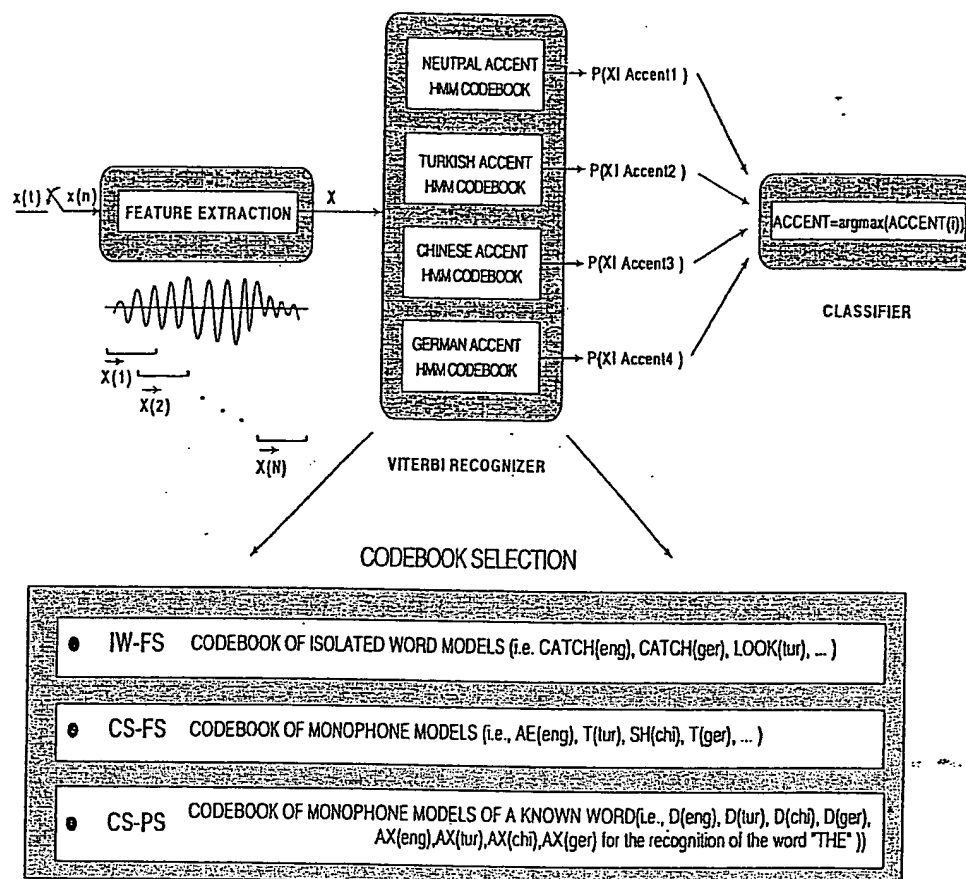 NEUTRAL ACCENT
HMM CODEBOOK
P(X| Accent1 )
TURKISH ACCENT
HMM CODEBOOK
P(X| Accent2 )
x(t) x(n)
FEATURE EXTRACTION
X
ACCENT=argmax(ACCENT(i))
CHINESE ACCENT
HMM CODEBOOK
P(X| Accent3 )
CLASSIFIER
GERMAN ACCENT
HMM CODEBOOK
P(X| Accent4 )
X(1)
X(2)
X(N)
VITERBI RECOGNIZER
CODEBOOK SELECTION
● IW-FS CODEBOOK OF ISOLATED WORD MODELS (i.e. CATCH(eng), CATCH(ger), LOOK(tur), ... )
● CS-FS CODEBOOK OF MONOPHONE MODELS (i.e., AE(eng), T(tur), SH(chi), T(ger), ... )
● CS-PS CODEBOOK OF MONOPHONE MODELS OF A KNOWN WORD(i.e., D(eng), D(tur), D(chi), D(ger),
AX(eng),AX(tur),AX(chi),AX(ger) for the recognition of the word "THE" ))